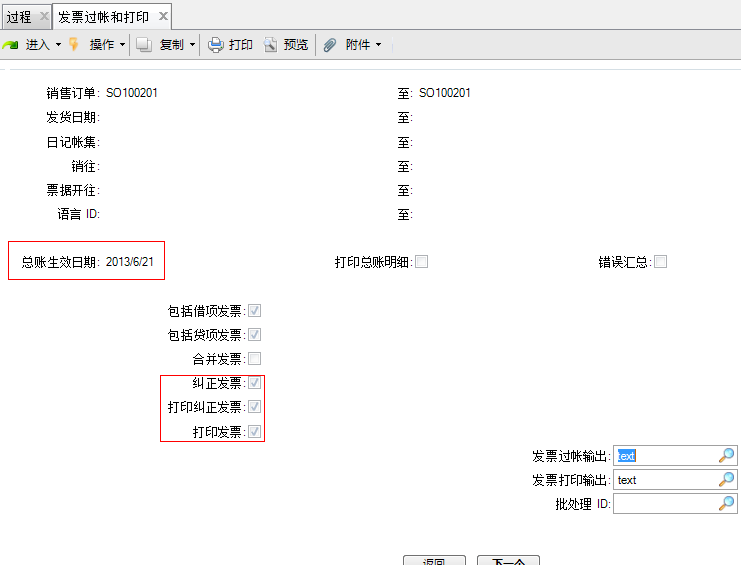 过程 发票过帐和打印
进入 操作 复制 打印 预览 附件
销售订单: SO100201 至: SO100201
发货日期: 至:
日记帐集: 至:
销往: 至:
票据开往: 至:
语言 ID: 至:
总账生效日期: 2013/6/21 打印总账明细: 错误汇总:
包括借项发票:
包括贷项发票:
合并发票:
纠正发票:
打印纠正发票:
打印发票:
发票过帐输出: text
发票打印输出: text
批处理 ID:
返回 下一个